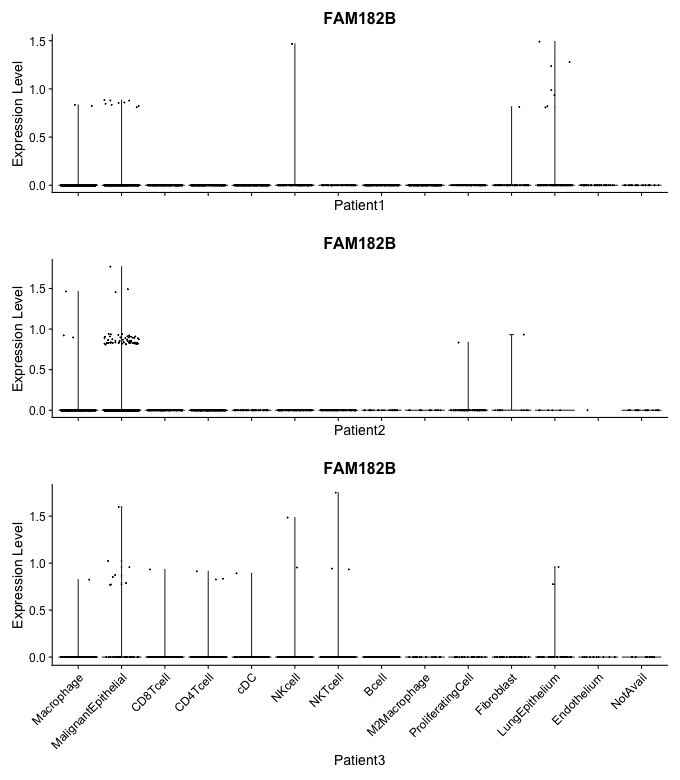 FAM182B
Expression Level
1.5
1.0
0.5
0.0
Patient1
FAM182B
Expression Level
1.5
1.0
0.5
0.0
Patient2
FAM182B
Expression Level
1.5
1.0
0.5
0.0
Macrophage
MalignantEpithelial
CD8Tcell
CD4Tcell
cDC
NKcell
NKTcell
Bcell
M2Macrophage
ProliferatingCell
Fibroblast
LungEpithelium
Endothelium
NotAvail
Patient3